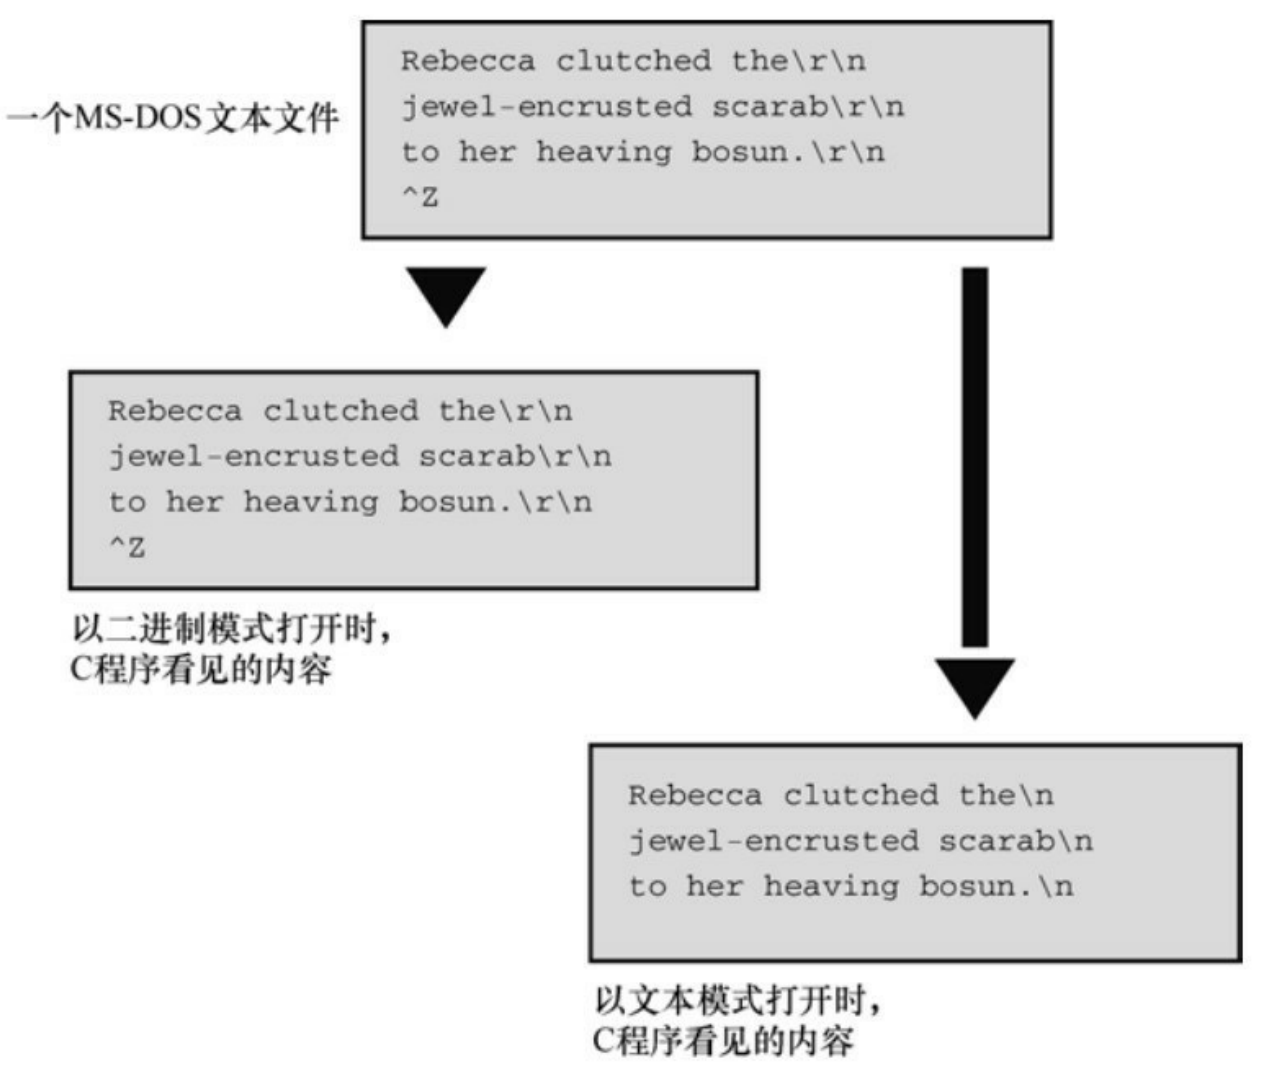 一个MS-DOS文本文件
Rebecca clutched the\r\n
jewel-encrusted scarab\r\n
to her heaving bosun.\r\n
^Z
Rebecca clutched the\r\n
jewel-encrusted scarab\r\n
to her heaving bosun.\r\n
^Z
以二进制模式打开时，
C程序看见的内容
Rebecca clutched the\n
jewel-encrusted scarab\n
to her heaving bosun.\n
以文本模式打开时，
C程序看见的内容